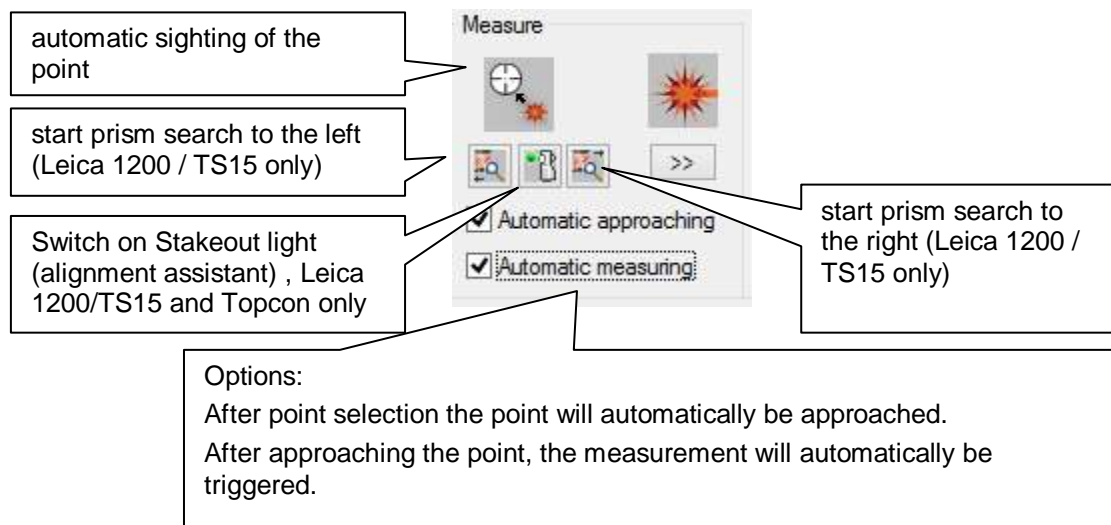 automatic sighting of the
point
start prism search to the left
(Leica 1200 / TS15 only)
Switch on Stakeout light
(alignment assistant) , Leica
1200/TS15 and Topcon only
Measure
>>
Automatic approaching
Automatic measuring
start prism search to
the right (Leica 1200 /
TS15 only)
Options:
After point selection the point will automatically be approached.
After approaching the point, the measurement will automatically be
triggered.